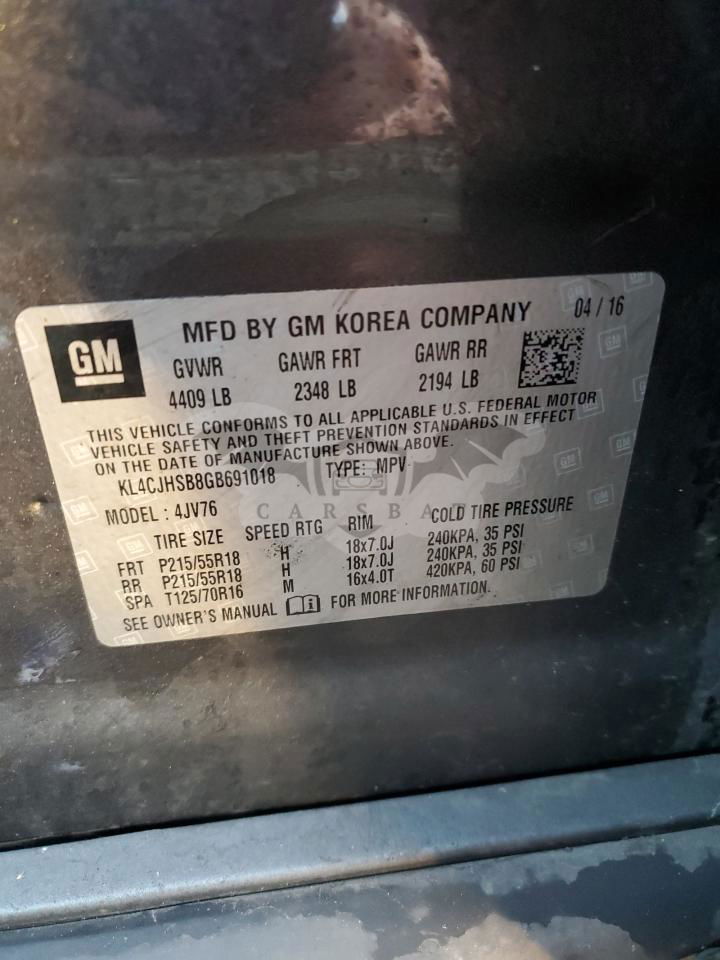 GM
MFD BY GM KOREA COMPANY 04 / 16
GVWR GAWR FRT GAWR RR
4409 LB 2348 LB 2194 LB
THIS VEHICLE CONFORMS TO ALL APPLICABLE U.S. FEDERAL MOTOR
VEHICLE SAFETY AND THEFT PREVENTION STANDARDS IN EFFECT
ON THE DATE OF MANUFACTURE SHOWN ABOVE.
KL4CJHSB8GB691018 TYPE: MPV
CARSBAT
MODEL : 4JV76
TIRE SIZE SPEED RTG RIM COLD TIRE PRESSURE
FRT P215/55R18 H 18x7.0J 240KPA, 35 PSI
RR P215/55R18 H 18x7.0J 240KPA, 35 PSI
SPA T125/70R16 M 16x4.0T 420KPA, 60 PSI
SEE OWNER'S MANUAL FOR MORE INFORMATION.